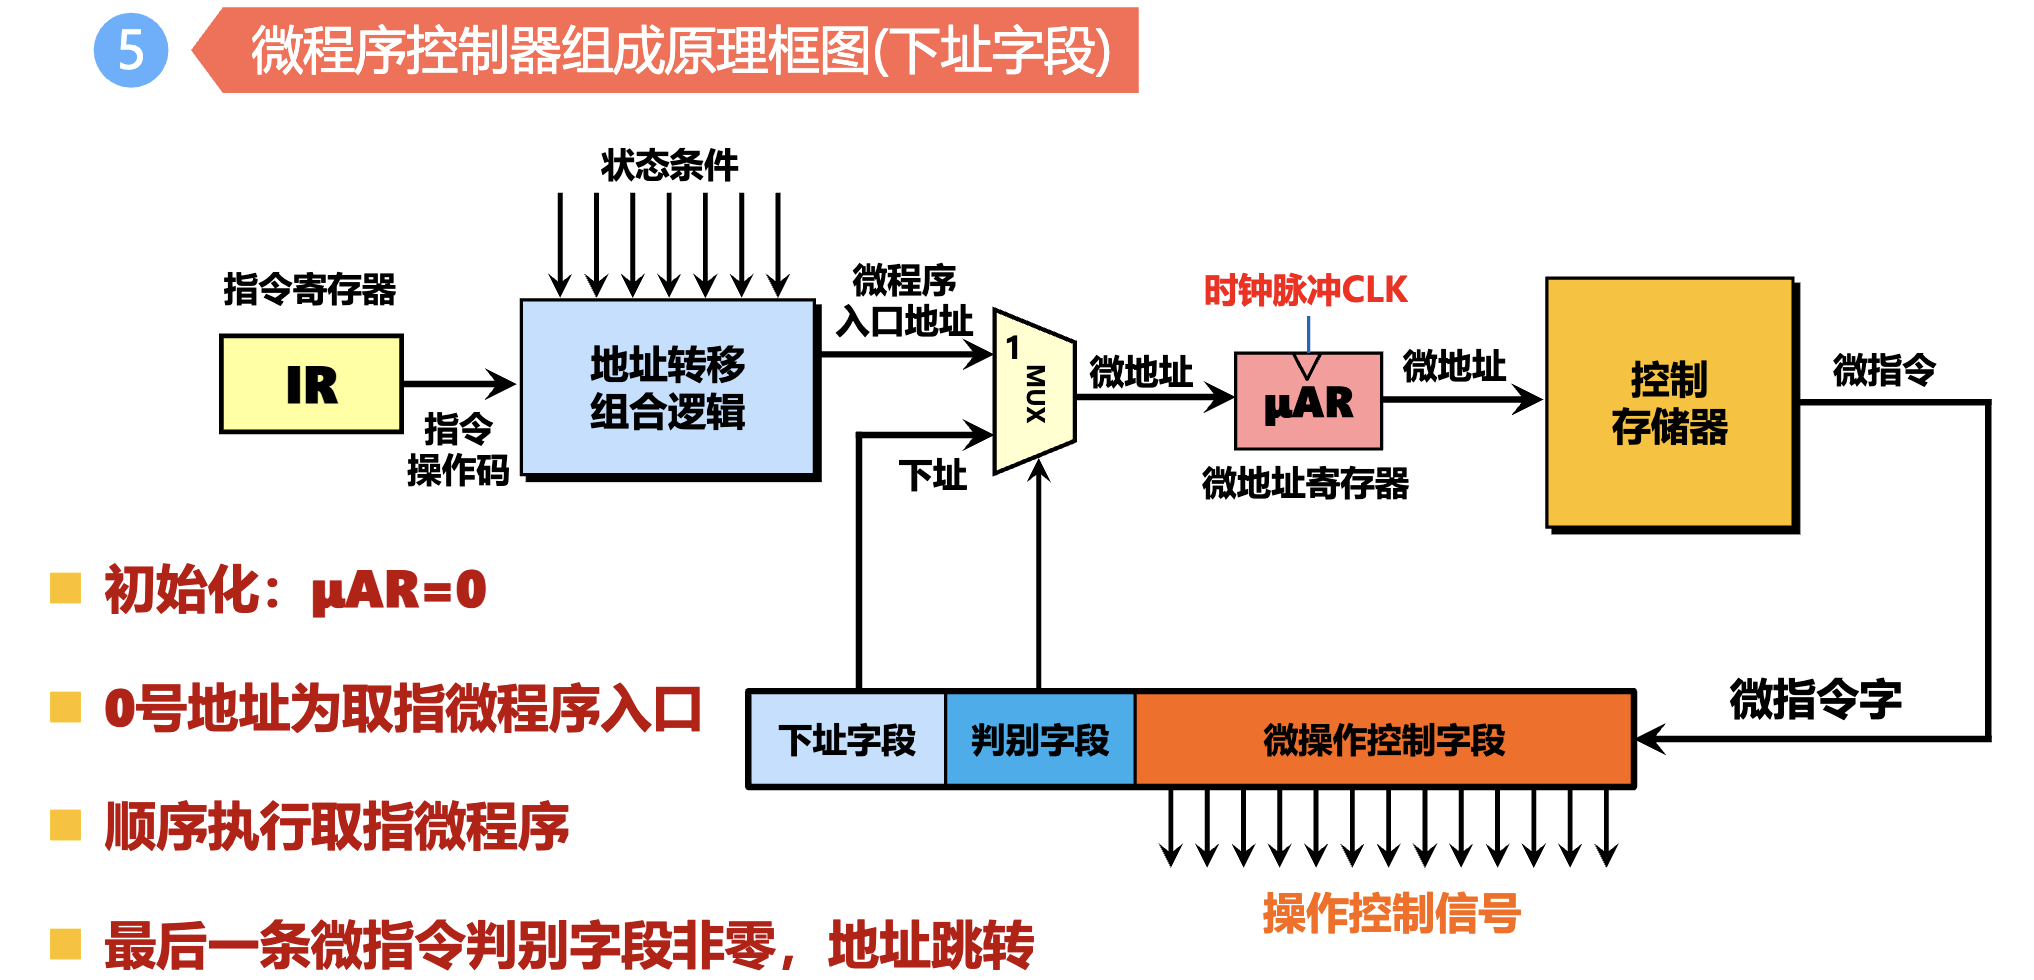 5
微程序控制器组成原理框图(下址字段)
状态条件
指令寄存器
IR
指令
操作码
地址转移
组合逻辑
微程序
入口地址
下址
1
MUX
微地址
时钟脉冲CLK
μAR
微地址寄存器
微地址
控制
存储器
微指令
微指令字
下址字段
判别字段
微操作控制字段
操作控制信号
初始化：μAR=0
0号地址为取指微程序入口
顺序执行取指微程序
最后一条微指令判别字段非零，地址跳转